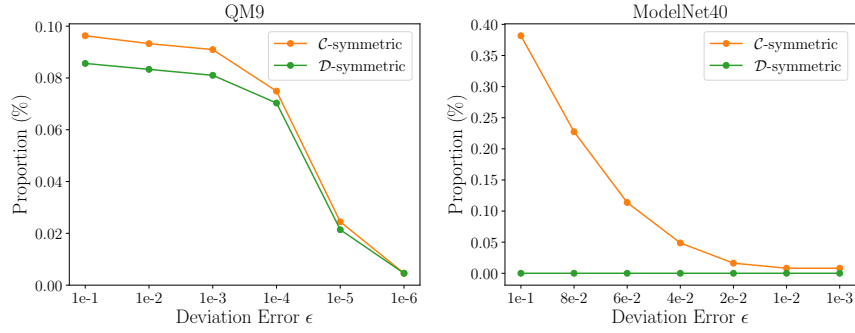 QM9
Proportion (%)
0.10
0.08
0.06
0.04
0.02
0.00
𝒞-symmetric
𝒟-symmetric
1e-1 1e-2 1e-3 1e-4 1e-5 1e-6
Deviation Error ϵ
ModelNet40
Proportion (%)
0.40
0.35
0.30
0.25
0.20
0.15
0.10
0.05
0.00
𝒞-symmetric
𝒟-symmetric
1e-1 8e-2 6e-2 4e-2 2e-2 1e-2 1e-3
Deviation Error ϵ